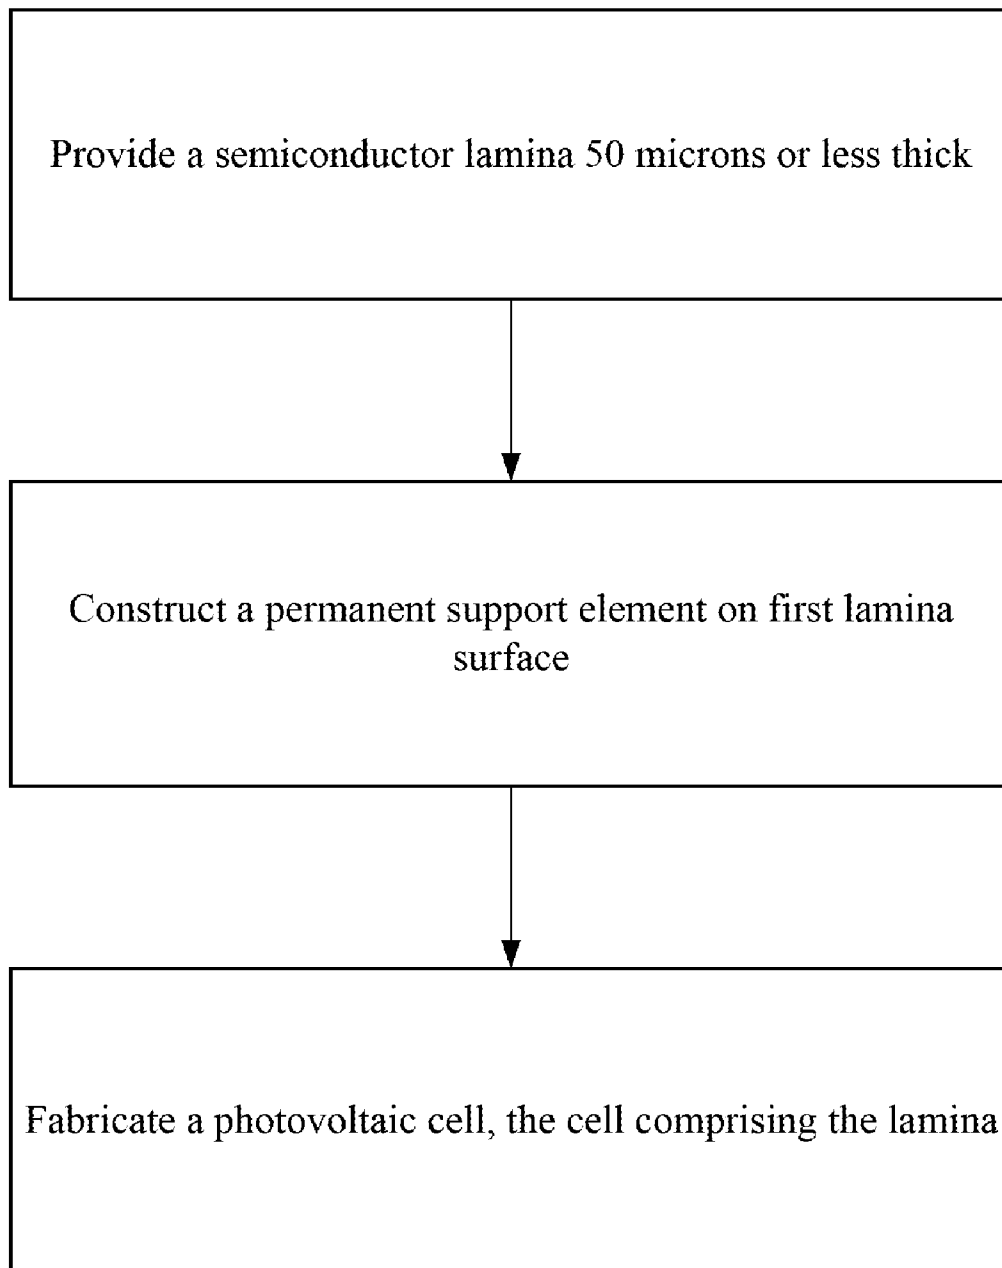 Provide a semiconductor lamina 50 microns or less thick
Construct a permanent support element on first lamina
surface
Fabricate a photovoltaic cell, the cell comprising the lamina